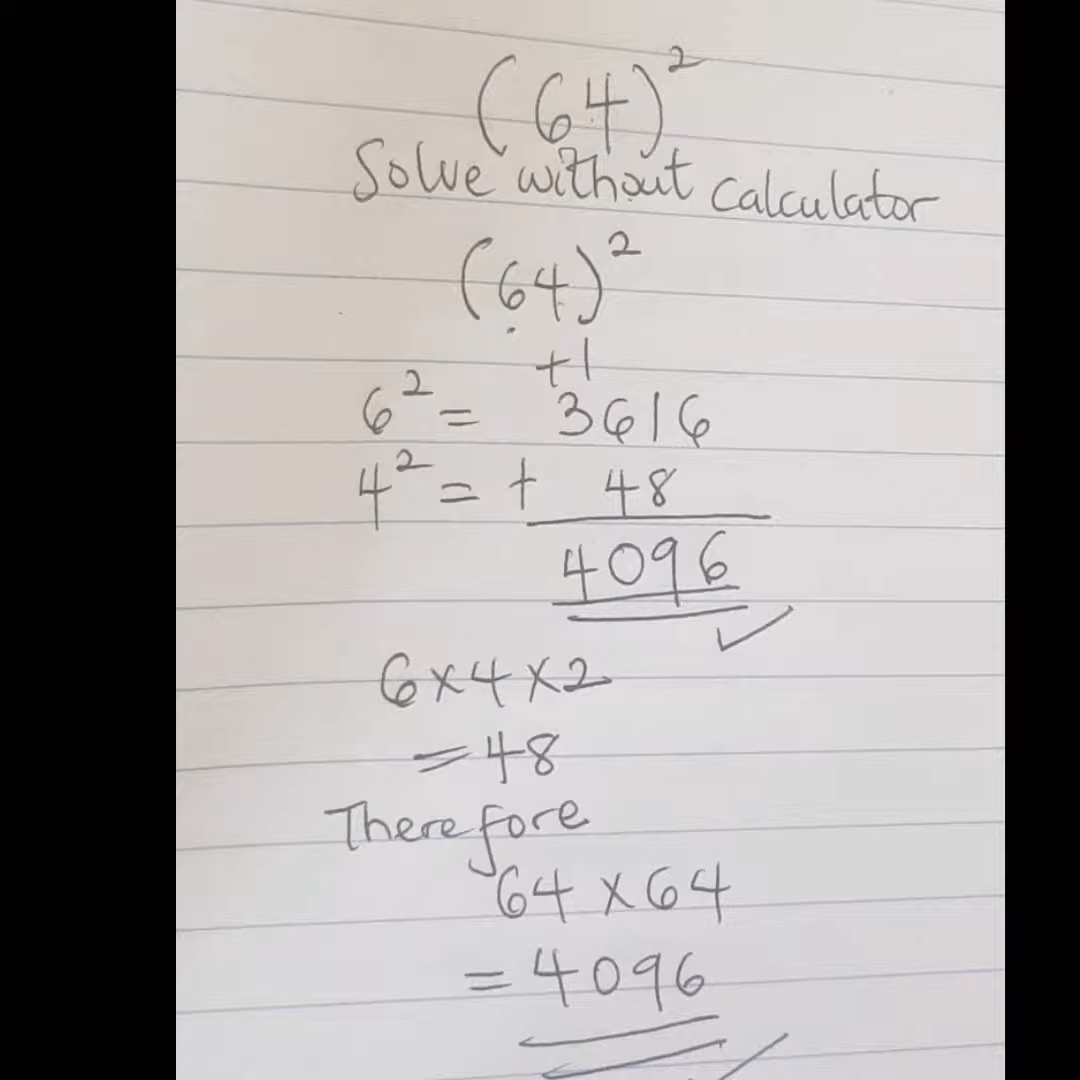 (64)²
Solve without calculator
(64)²
+1
6² = 3616
4² = + 48
4096
6×4×2
=48
Therefore
64 × 64
= 4096